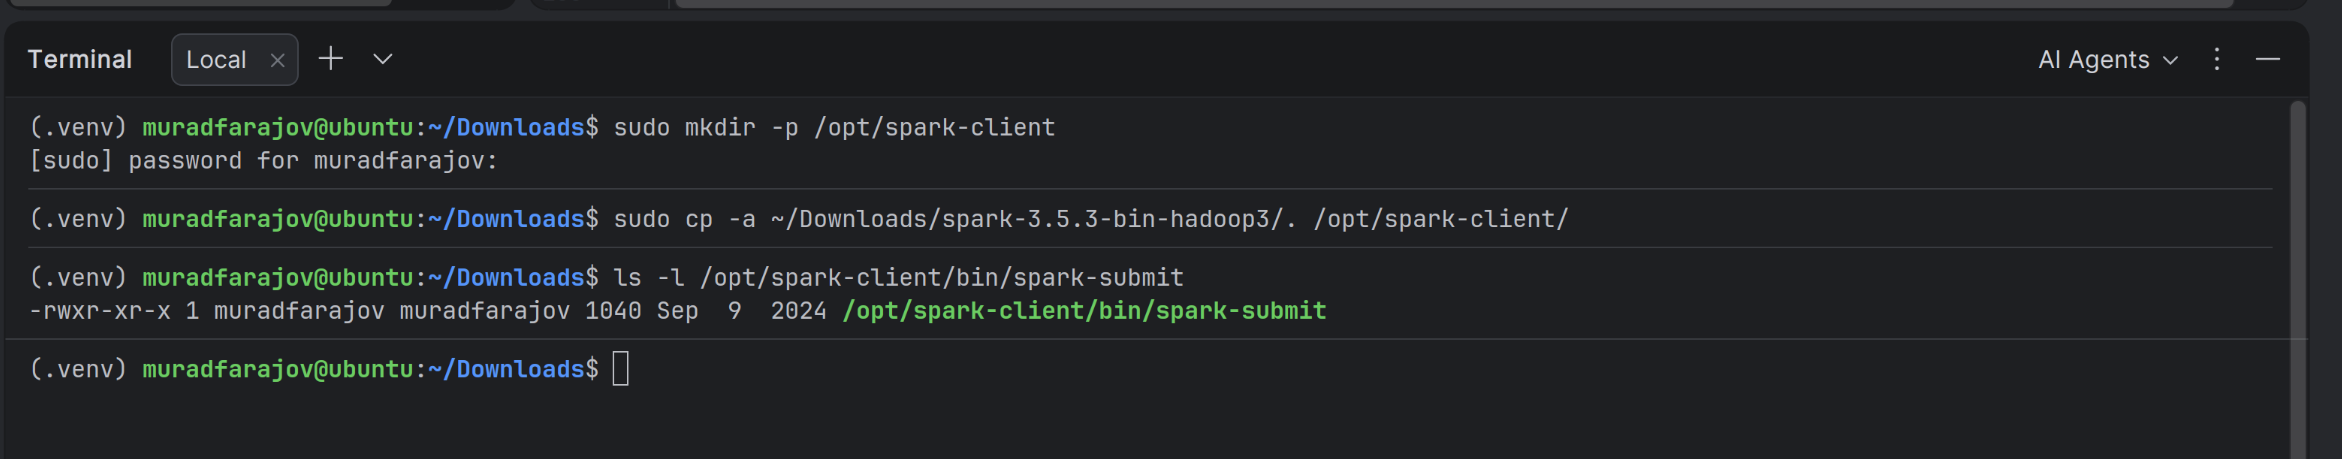 Terminal Local AI Agents
(.venv) muradfarajov@ubuntu:~/Downloads$ sudo mkdir -p /opt/spark-client
[sudo] password for muradfarajov:
(.venv) muradfarajov@ubuntu:~/Downloads$ sudo cp -a ~/Downloads/spark-3.5.3-bin-hadoop3/. /opt/spark-client/
(.venv) muradfarajov@ubuntu:~/Downloads$ ls -l /opt/spark-client/bin/spark-submit
-rwxr-xr-x 1 muradfarajov muradfarajov 1040 Sep  9  2024 /opt/spark-client/bin/spark-submit
(.venv) muradfarajov@ubuntu:~/Downloads$